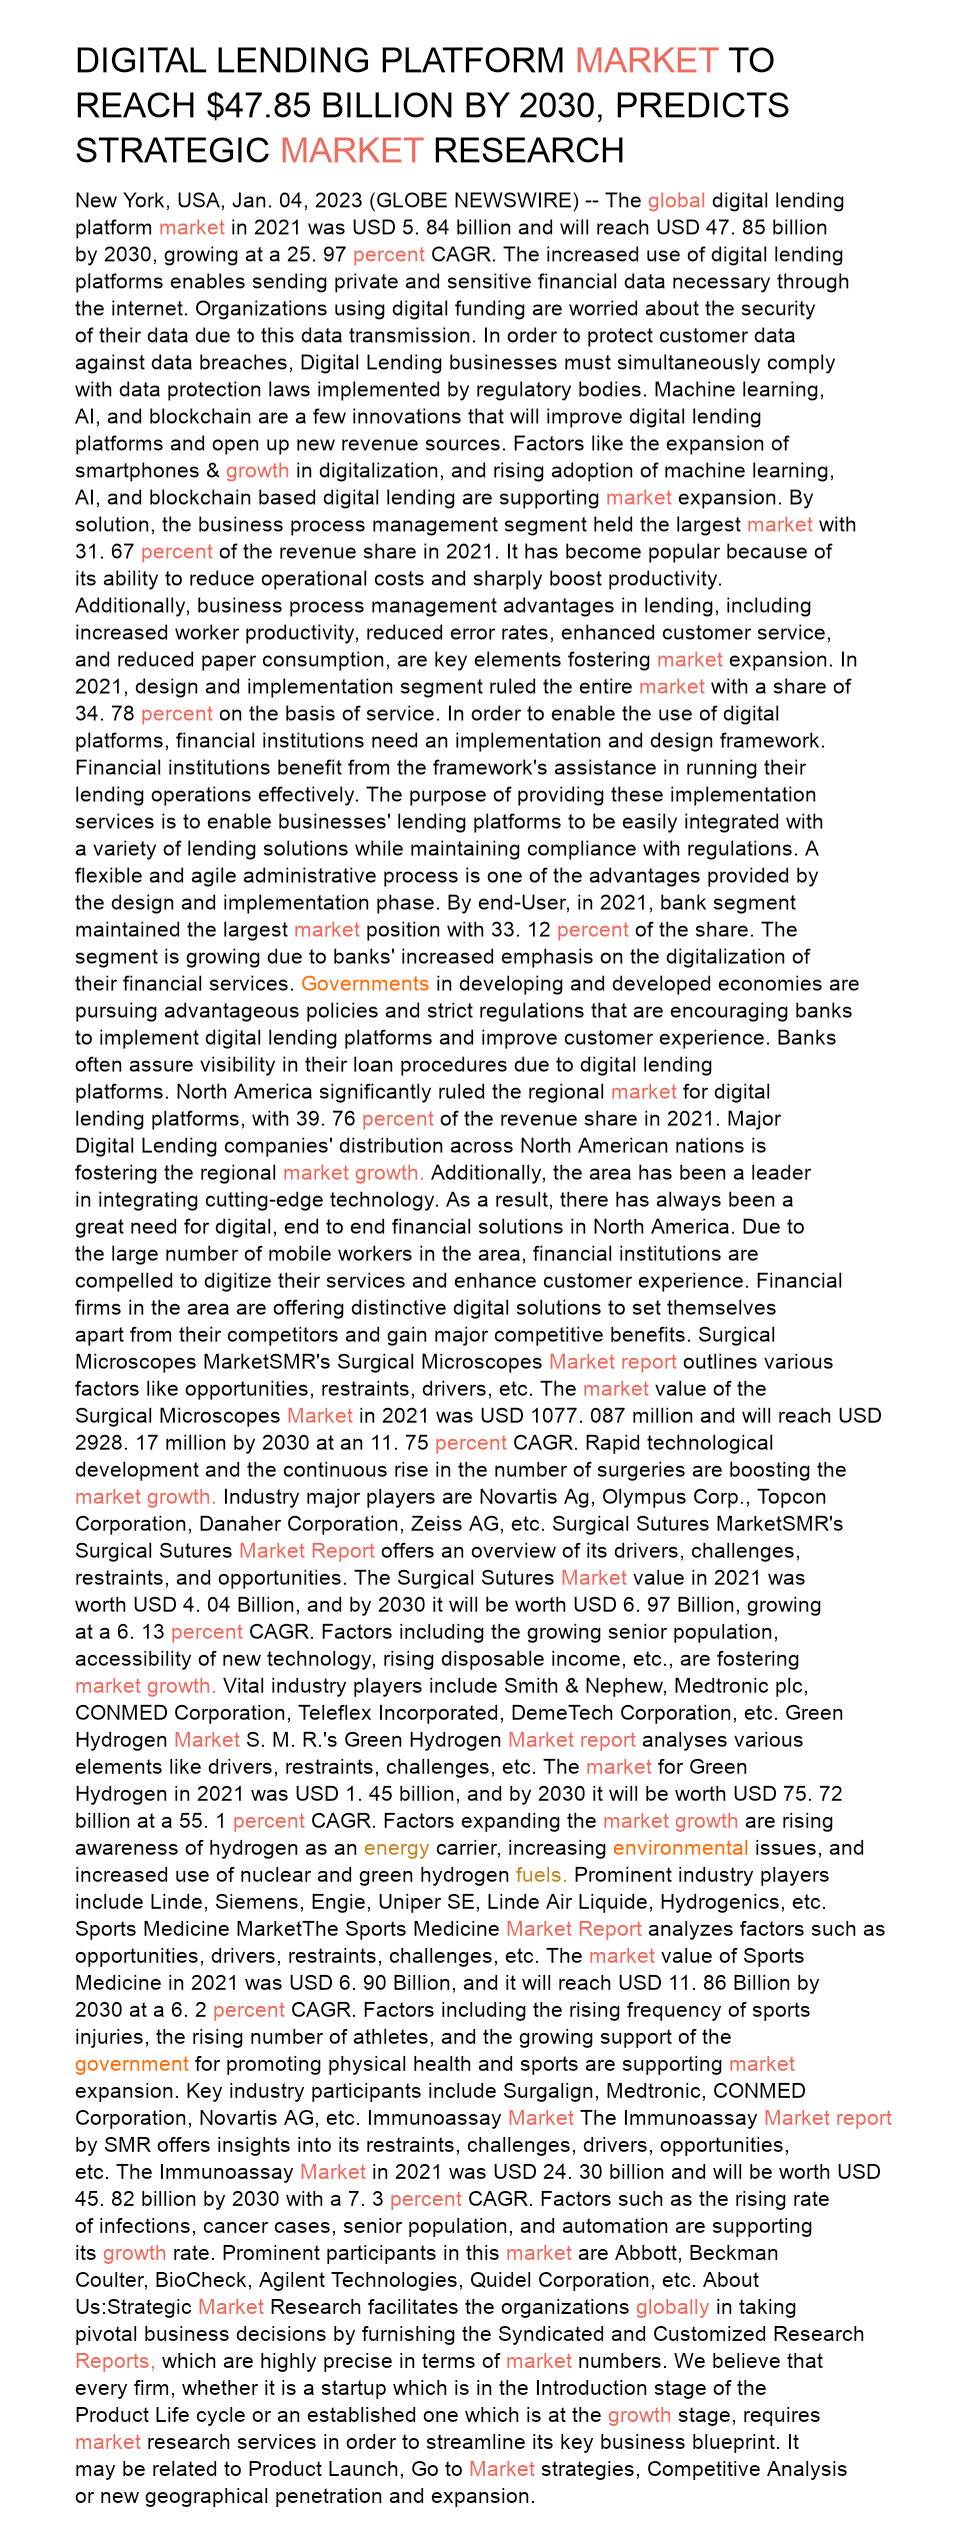 DIGITAL LENDING PLATFORM MARKET TO
REACH $47.85 BILLION BY 2030, PREDICTS
STRATEGIC MARKET RESEARCH
New York, USA, Jan. 04, 2023 (GLOBE NEWSWIRE) -- The global digital lending
platform market in 2021 was USD 5. 84 billion and will reach USD 47. 85 billion
by 2030, growing at a 25. 97 percent CAGR. The increased use of digital lending
platforms enables sending private and sensitive financial data necessary through
the internet. Organizations using digital funding are worried about the security
of their data due to this data transmission. In order to protect customer data
against data breaches, Digital Lending businesses must simultaneously comply
with data protection laws implemented by regulatory bodies. Machine learning,
AI, and blockchain are a few innovations that will improve digital lending
platforms and open up new revenue sources. Factors like the expansion of
smartphones & growth in digitalization, and rising adoption of machine learning,
AI, and blockchain based digital lending are supporting market expansion. By
solution, the business process management segment held the largest market with
31. 67 percent of the revenue share in 2021. It has become popular because of
its ability to reduce operational costs and sharply boost productivity.
Additionally, business process management advantages in lending, including
increased worker productivity, reduced error rates, enhanced customer service,
and reduced paper consumption, are key elements fostering market expansion. In
2021, design and implementation segment ruled the entire market with a share of
34. 78 percent on the basis of service. In order to enable the use of digital
platforms, financial institutions need an implementation and design framework.
Financial institutions benefit from the framework's assistance in running their
lending operations effectively. The purpose of providing these implementation
services is to enable businesses' lending platforms to be easily integrated with
a variety of lending solutions while maintaining compliance with regulations. A
flexible and agile administrative process is one of the advantages provided by
the design and implementation phase. By end-User, in 2021, bank segment
maintained the largest market position with 33. 12 percent of the share. The
segment is growing due to banks' increased emphasis on the digitalization of
their financial services. Governments in developing and developed economies are
pursuing advantageous policies and strict regulations that are encouraging banks
to implement digital lending platforms and improve customer experience. Banks
often assure visibility in their loan procedures due to digital lending
platforms. North America significantly ruled the regional market for digital
lending platforms, with 39. 76 percent of the revenue share in 2021. Major
Digital Lending companies' distribution across North American nations is
fostering the regional market growth. Additionally, the area has been a leader
in integrating cutting-edge technology. As a result, there has always been a
great need for digital, end to end financial solutions in North America. Due to
the large number of mobile workers in the area, financial institutions are
compelled to digitize their services and enhance customer experience. Financial
firms in the area are offering distinctive digital solutions to set themselves
apart from their competitors and gain major competitive benefits. Surgical
Microscopes MarketSMR's Surgical Microscopes Market report outlines various
factors like opportunities, restraints, drivers, etc. The market value of the
Surgical Microscopes Market in 2021 was USD 1077. 087 million and will reach USD
2928. 17 million by 2030 at an 11. 75 percent CAGR. Rapid technological
development and the continuous rise in the number of surgeries are boosting the
market growth. Industry major players are Novartis Ag, Olympus Corp., Topcon
Corporation, Danaher Corporation, Zeiss AG, etc. Surgical Sutures MarketSMR's
Surgical Sutures Market Report offers an overview of its drivers, challenges,
restraints, and opportunities. The Surgical Sutures Market value in 2021 was
worth USD 4. 04 Billion, and by 2030 it will be worth USD 6. 97 Billion, growing
at a 6. 13 percent CAGR. Factors including the growing senior population,
accessibility of new technology, rising disposable income, etc., are fostering
market growth. Vital industry players include Smith & Nephew, Medtronic plc,
CONMED Corporation, Teleflex Incorporated, DemeTech Corporation, etc. Green
Hydrogen Market S. M. R.'s Green Hydrogen Market report analyses various
elements like drivers, restraints, challenges, etc. The market for Green
Hydrogen in 2021 was USD 1. 45 billion, and by 2030 it will be worth USD 75. 72
billion at a 55. 1 percent CAGR. Factors expanding the market growth are rising
awareness of hydrogen as an energy carrier, increasing environmental issues, and
increased use of nuclear and green hydrogen fuels. Prominent industry players
include Linde, Siemens, Engie, Uniper SE, Linde Air Liquide, Hydrogenics, etc.
Sports Medicine MarketThe Sports Medicine Market Report analyzes factors such as
opportunities, drivers, restraints, challenges, etc. The market value of Sports
Medicine in 2021 was USD 6. 90 Billion, and it will reach USD 11. 86 Billion by
2030 at a 6. 2 percent CAGR. Factors including the rising frequency of sports
injuries, the rising number of athletes, and the growing support of the
government for promoting physical health and sports are supporting market
expansion. Key industry participants include Surgalign, Medtronic, CONMED
Corporation, Novartis AG, etc. Immunoassay Market The Immunoassay Market report
by SMR offers insights into its restraints, challenges, drivers, opportunities,
etc. The Immunoassay Market in 2021 was USD 24. 30 billion and will be worth USD
45. 82 billion by 2030 with a 7. 3 percent CAGR. Factors such as the rising rate
of infections, cancer cases, senior population, and automation are supporting
its growth rate. Prominent participants in this market are Abbott, Beckman
Coulter, BioCheck, Agilent Technologies, Quidel Corporation, etc. About
Us:Strategic Market Research facilitates the organizations globally in taking
pivotal business decisions by furnishing the Syndicated and Customized Research
Reports, which are highly precise in terms of market numbers. We believe that
every firm, whether it is a startup which is in the Introduction stage of the
Product Life cycle or an established one which is at the growth stage, requires
market research services in order to streamline its key business blueprint. It
may be related to Product Launch, Go to Market strategies, Competitive Analysis
or new geographical penetration and expansion.